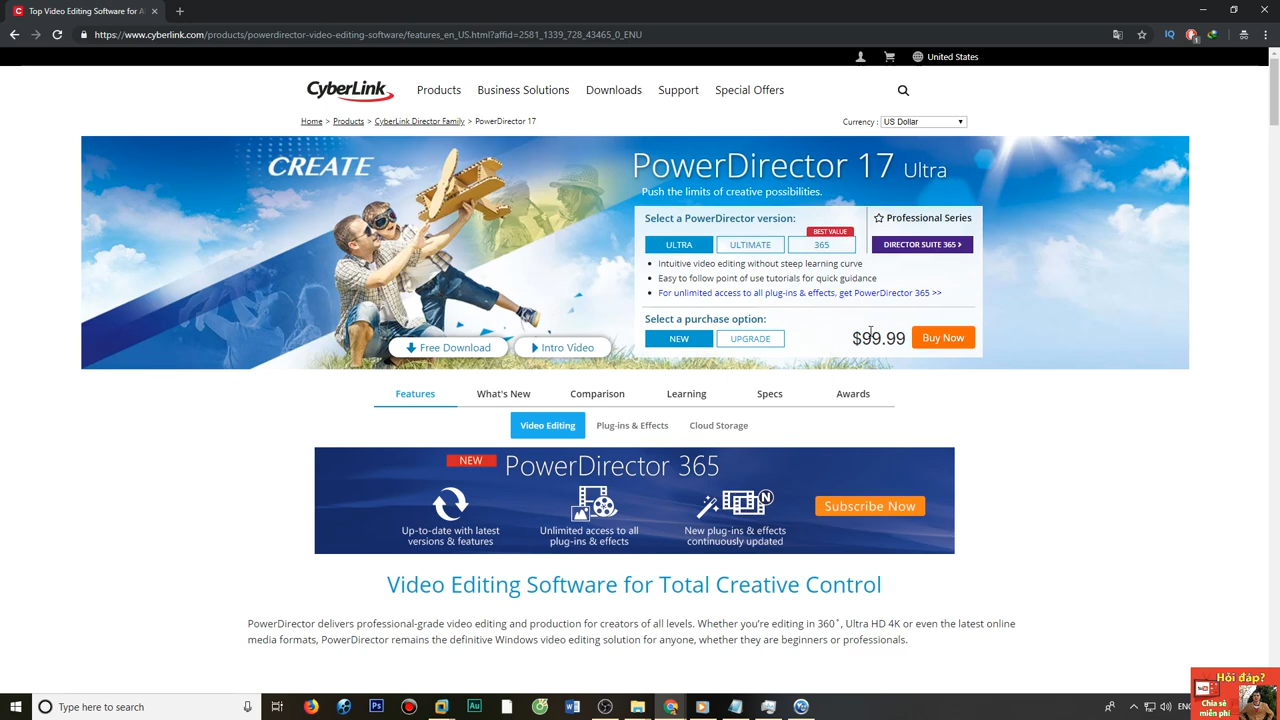 Top Video Editing Software for A
https://www.cyberlink.com/products/powerdirector-video-editing-software/features_en_US.html?affid=2581_1339_728_43465_0_ENU
United States
CyberLink
Products
Business Solutions
Downloads
Support
Special Offers
Home > Products > CyberLink Director Family > PowerDirector 17
Currency : US Dollar
CREATE
PowerDirector 17 Ultra
Push the limits of creative possibilities.
Select a PowerDirector version:
Professional Series
BEST VALUE
ULTRA
ULTIMATE
365
DIRECTOR SUITE 365 >
Intuitive video editing without steep learning curve
Easy to follow point of use tutorials for quick guidance
For unlimited access to all plug-ins & effects, get PowerDirector 365 >>
Select a purchase option:
NEW
UPGRADE
$99.99
Buy Now
Free Download
Intro Video
Features
What's New
Comparison
Learning
Specs
Awards
Video Editing
Plug-ins & Effects
Cloud Storage
NEW
PowerDirector 365
N
Up-to-date with latest
versions & features
Unlimited access to all
plug-ins & effects
New plug-ins & effects
continuously updated
Subscribe Now
Video Editing Software for Total Creative Control
PowerDirector delivers professional-grade video editing and production for creators of all levels. Whether you're editing in 360˚, Ultra HD 4K or even the latest online
media formats, PowerDirector remains the definitive Windows video editing solution for anyone, whether they are beginners or professionals.
Type here to search
Ps
Au
Hỏi đáp?
Chia sẻ
miễn phí